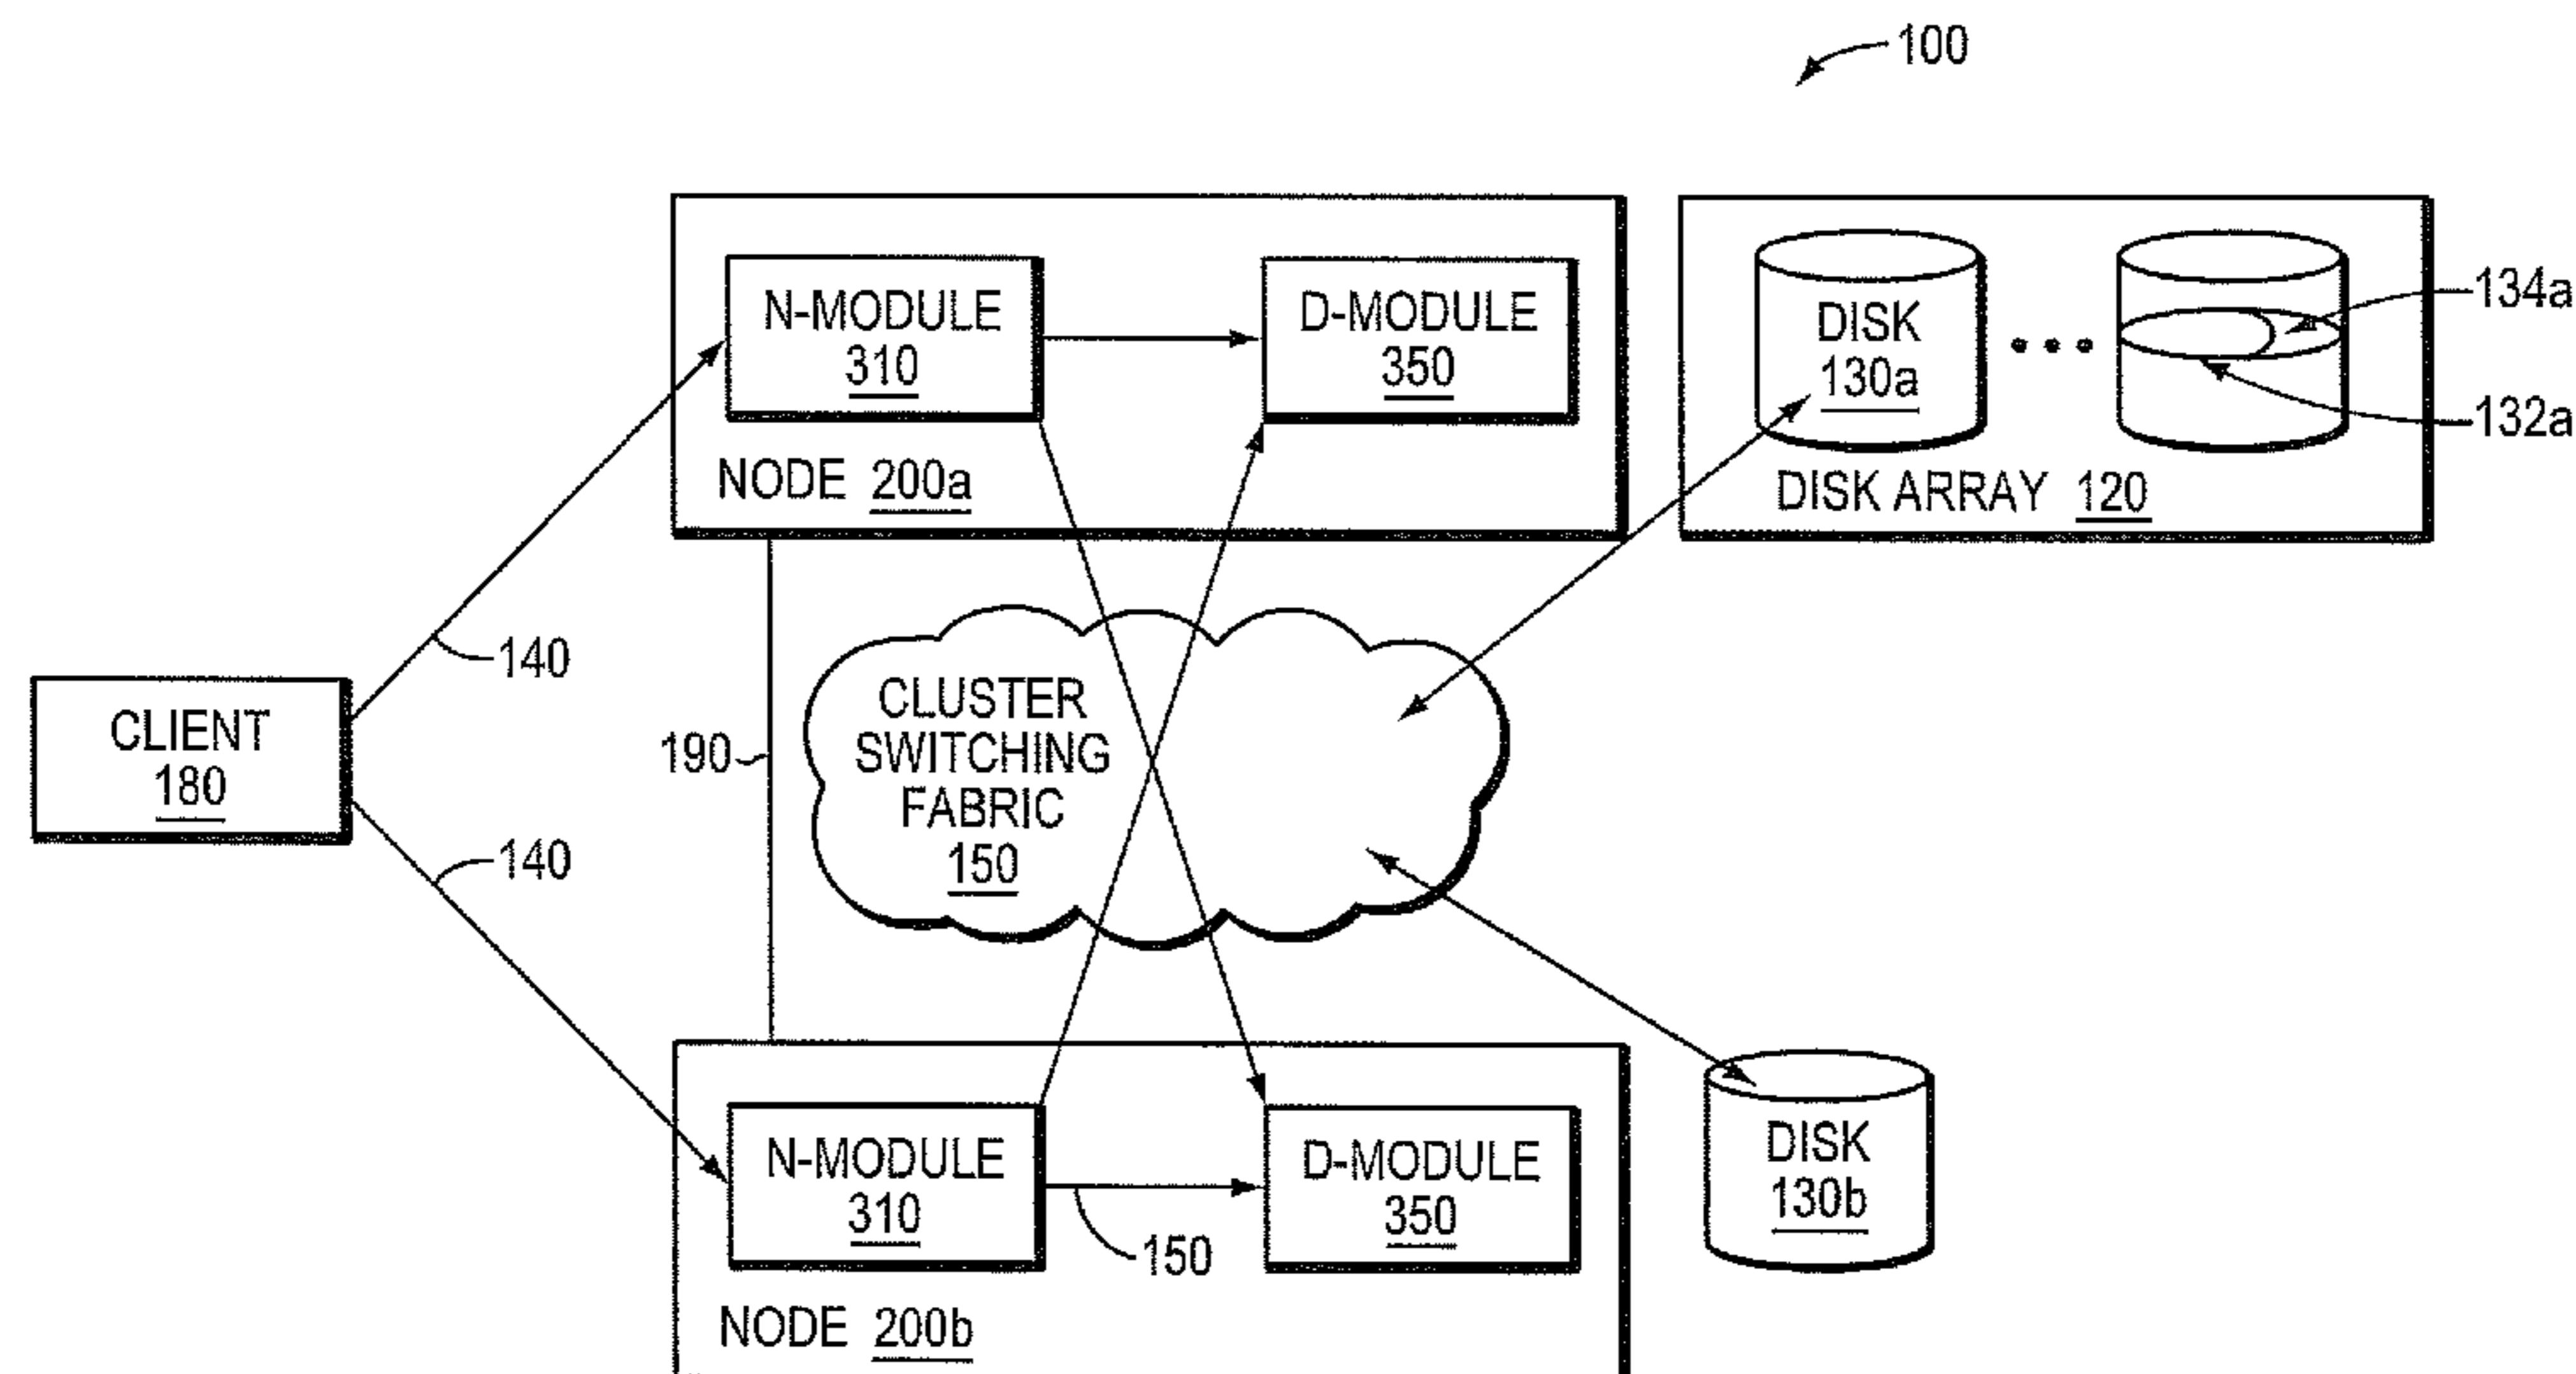 100
N-MODULE
310
D-MODULE
350
NODE 200a
DISK
130a
134a
132a
DISK ARRAY 120
140
CLIENT
180
140
190
CLUSTER
SWITCHING
FABRIC
150
N-MODULE
310
150
D-MODULE
350
NODE 200b
DISK
130b